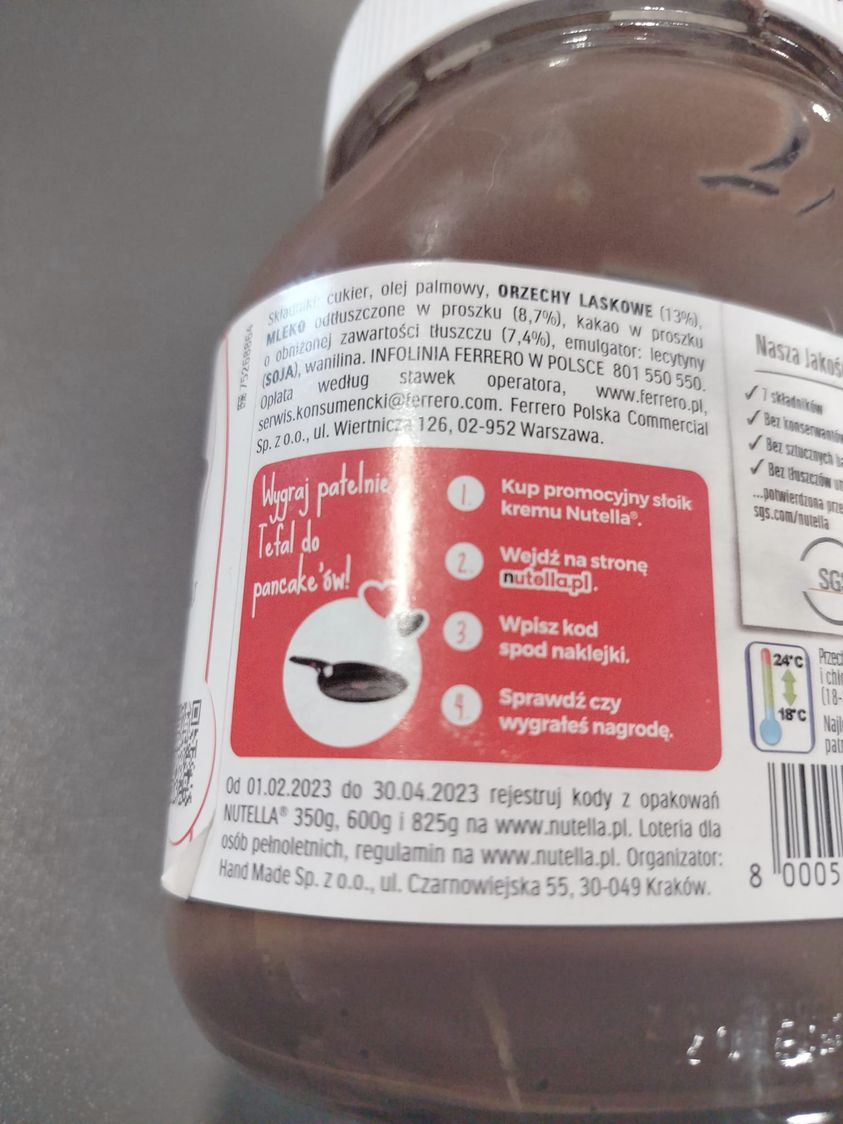 Składniki: cukier, olej palmowy, ORZECHY LASKOWE (13%),
MLEKO odtłuszczone w proszku (8,7%), kakao w proszku
o obniżonej zawartości tłuszczu (7,4%), emulgator: lecytyny
(SOJA), wanilina. INFOLINIA FERRERO W POLSCE 801 550 550.
Opłata według stawek operatora, www.ferrero.pl,
serwis.konsumencki@ferrero.com. Ferrero Polska Commercial
Sp. z o.o., ul. Wiertnicza 126, 02-952 Warszawa.
75268864
Wygraj patelnie
Tefal do
pancake'ów!
1. Kup promocyjny słoik
kremu Nutella®.
2. Wejdź na stronę
nutella.pl.
3. Wpisz kod
spod naklejki.
4. Sprawdź czy
wygrałeś nagrodę.
Od 01.02.2023 do 30.04.2023 rejestruj kody z opakowań
NUTELLA® 350g, 600g i 825g na www.nutella.pl. Loteria dla
osób pełnoletnich, regulamin na www.nutella.pl. Organizator:
Hand Made Sp. z o.o., ul. Czarnowiejska 55, 30-049 Kraków.
Nasza
✓ 7 składników
✓ Bez
✓ Bez sztucznych
✓ Bez tłuszczów
...potwierdzona
sgs.com/nutella
SGS
24°C
18°C
(18-
8 0005